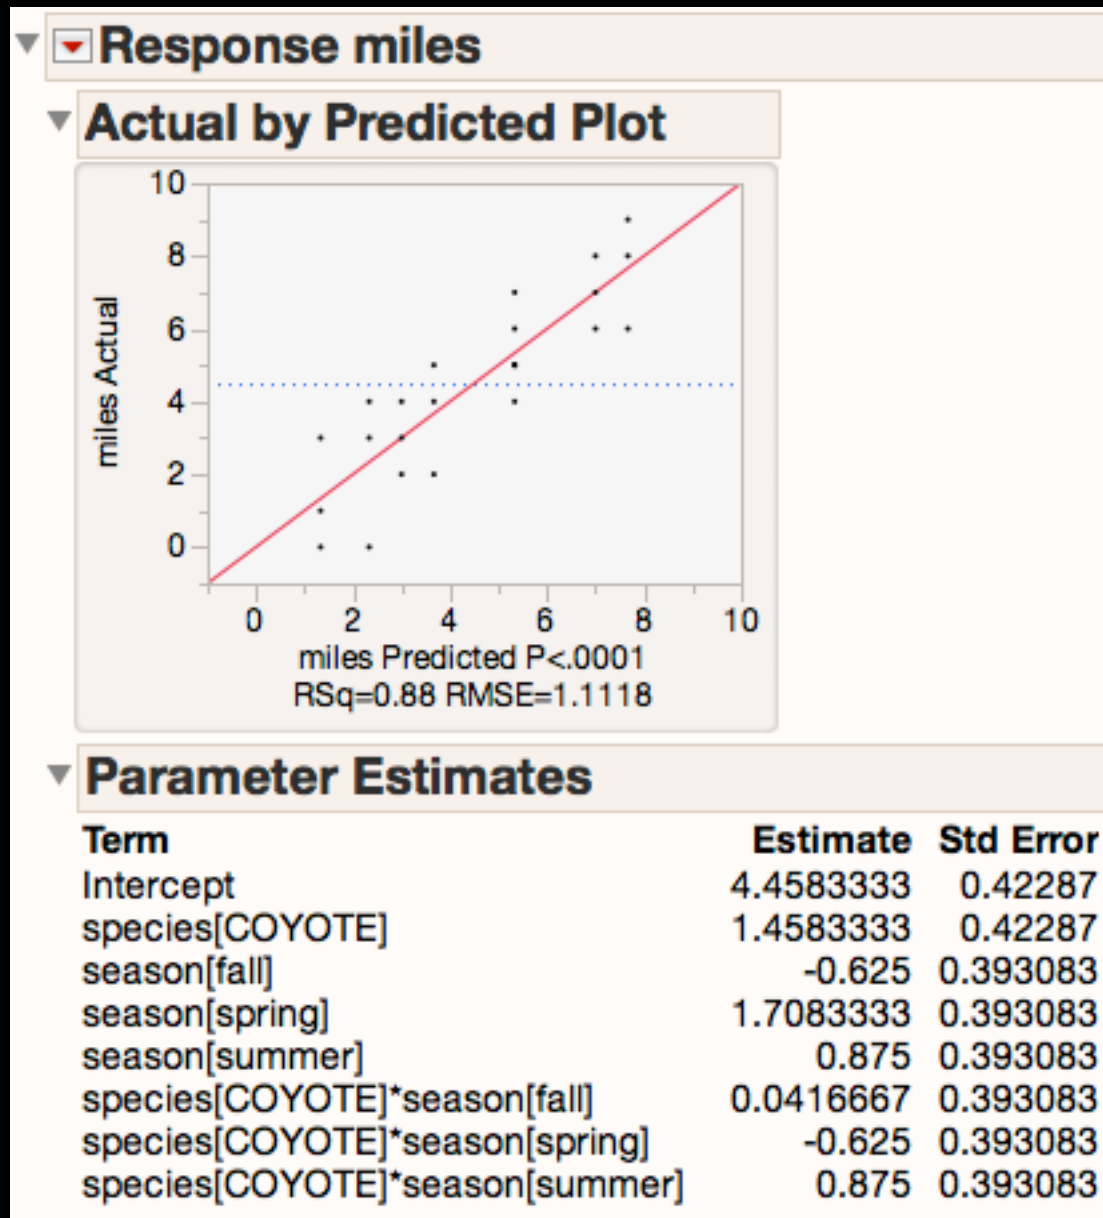 Response miles
Actual by Predicted Plot
10
8
6
4
2
0
miles Actual
0 2 4 6 8 10
miles Predicted P<.0001
RSq=0.88 RMSE=1.1118
Parameter Estimates
Term Estimate Std Error
Intercept 4.4583333 0.42287
species[COYOTE] 1.4583333 0.42287
season[fall] -0.625 0.393083
season[spring] 1.7083333 0.393083
season[summer] 0.875 0.393083
species[COYOTE]*season[fall] 0.0416667 0.393083
species[COYOTE]*season[spring] -0.625 0.393083
species[COYOTE]*season[summer] 0.875 0.393083